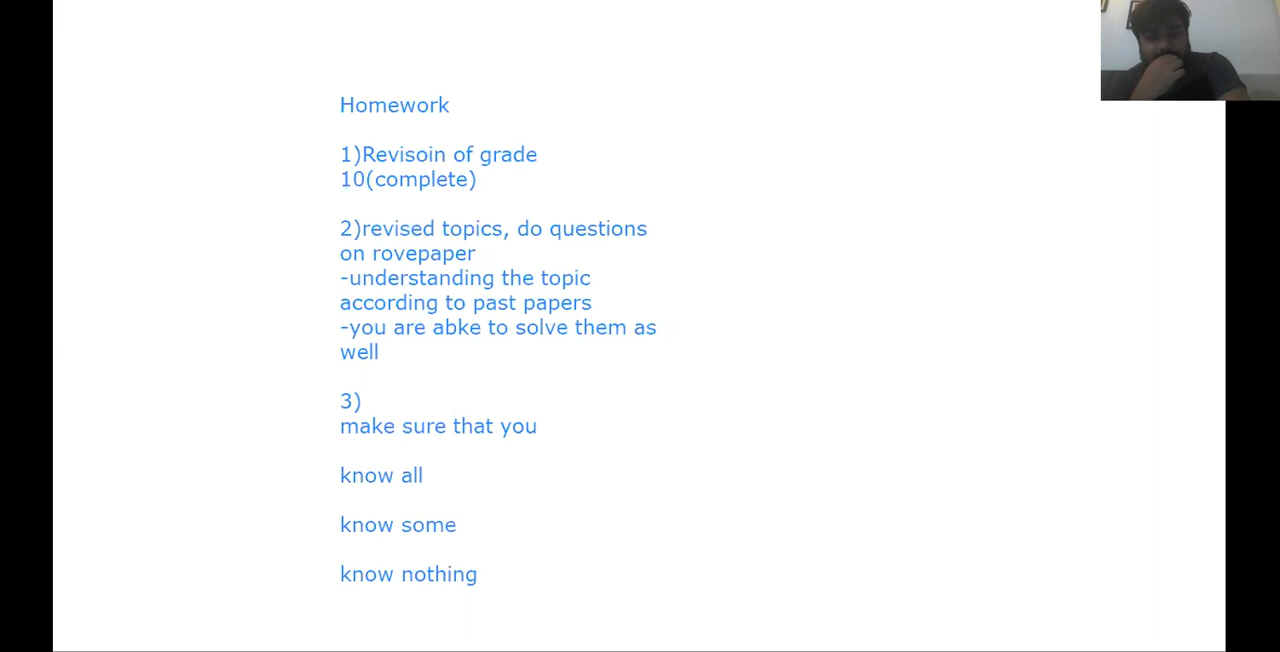 Homework
1)Revisoin of grade
10(complete)
2)revised topics, do questions
on rovepaper
-understanding the topic
according to past papers
-you are abke to solve them as
well
3)
make sure that you
know all
know some
know nothing